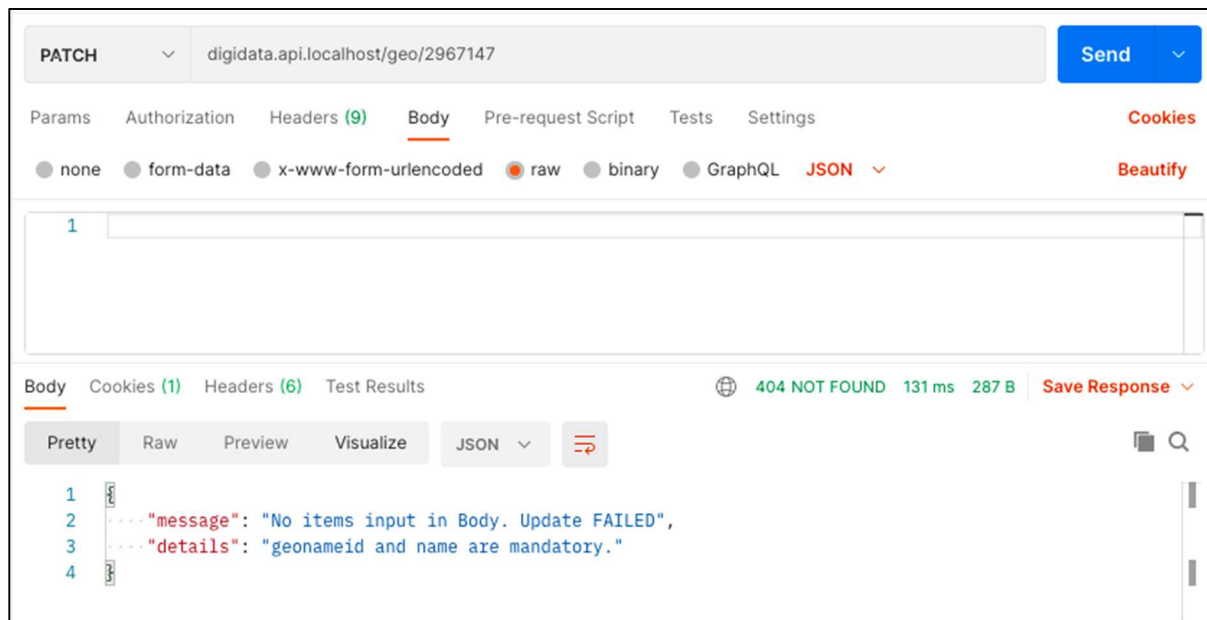 PATCH digidata.api.localhost/geo/2967147 Send
Params Authorization Headers (9) Body Pre-request Script Tests Settings Cookies
none form-data x-www-form-urlencoded raw binary GraphQL JSON Beautify
1
Body Cookies (1) Headers (6) Test Results 404 NOT FOUND 131 ms 287 B Save Response
Pretty Raw Preview Visualize JSON
1 {
2 ····"message": "No items input in Body. Update FAILED",
3 ····"details": "geonameid and name are mandatory."
4 }